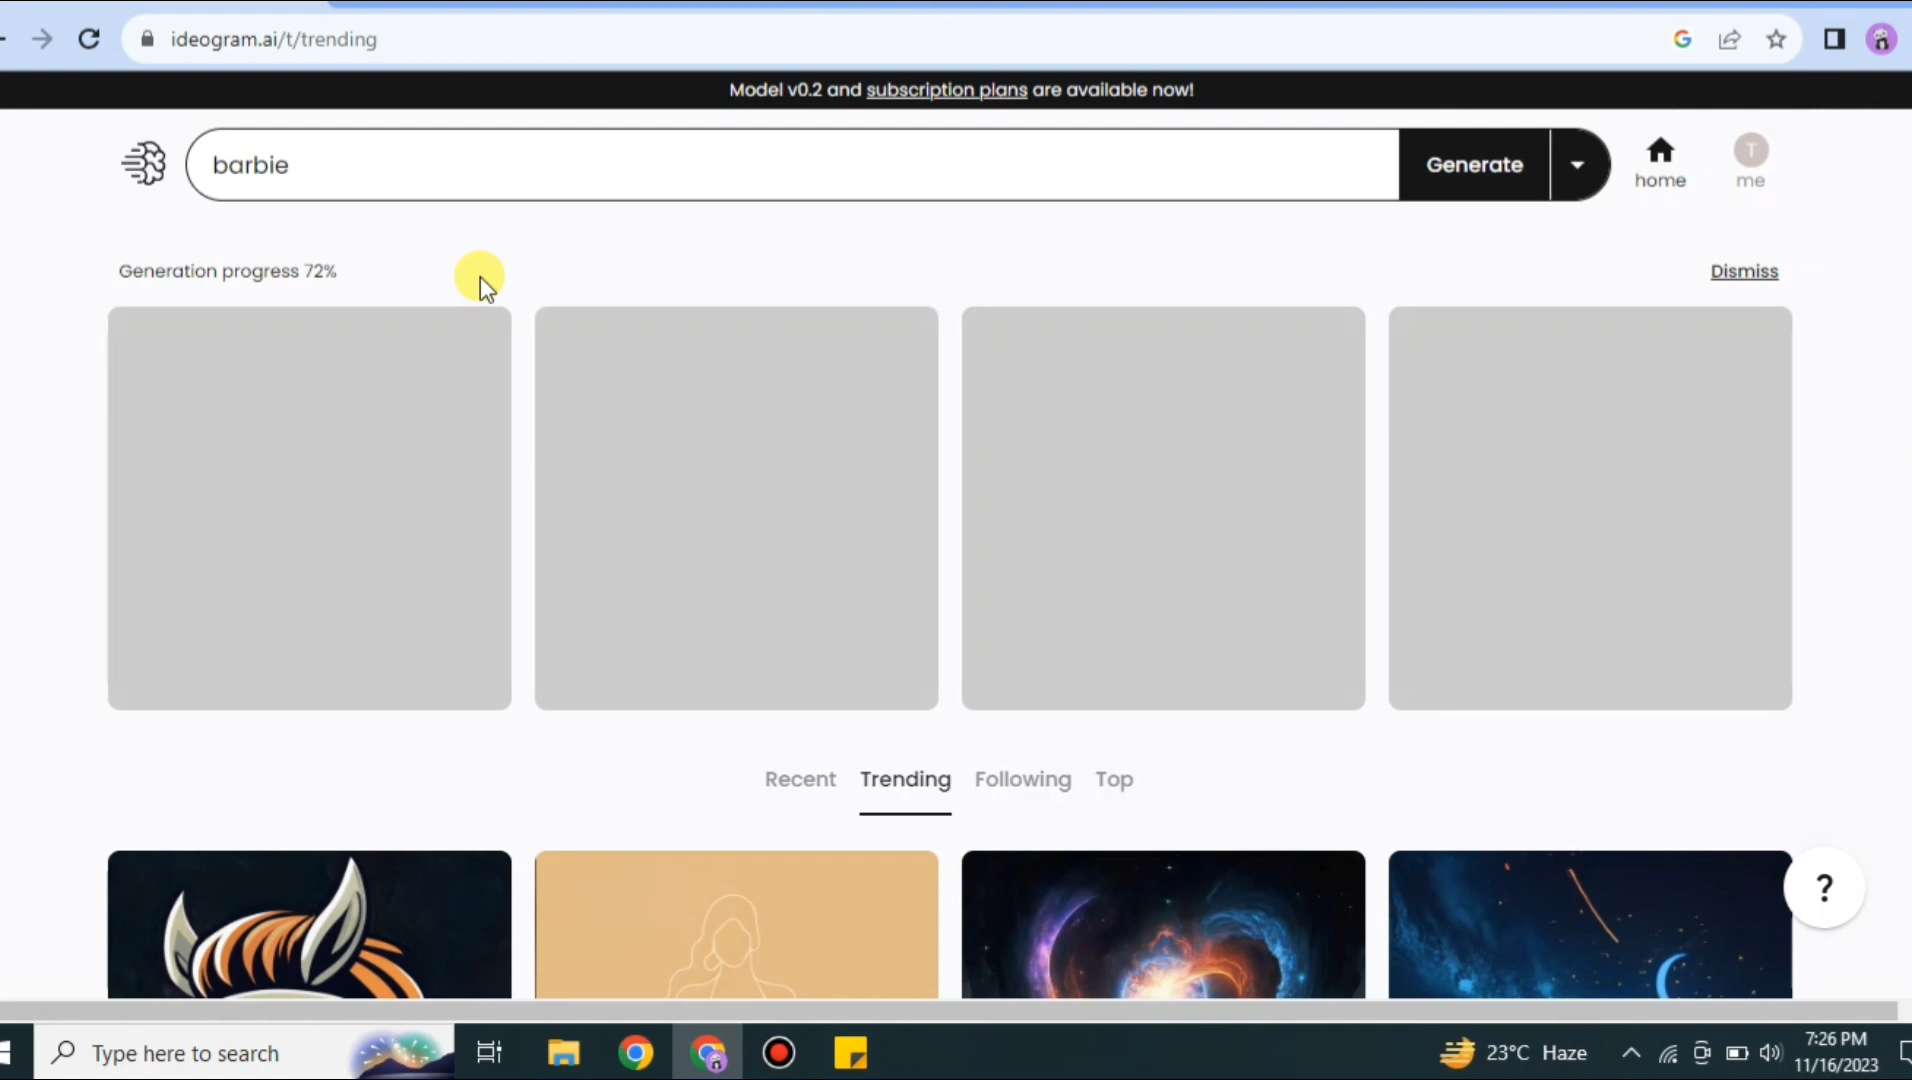 ideogram.ai/t/trending
Model v0.2 and subscription plans are available now!
barbie
Generate
home
T
me
Generation progress 72%
Dismiss
Recent
Trending
Following
Top
?
Type here to search
23°C Haze
7:26 PM
11/16/2023